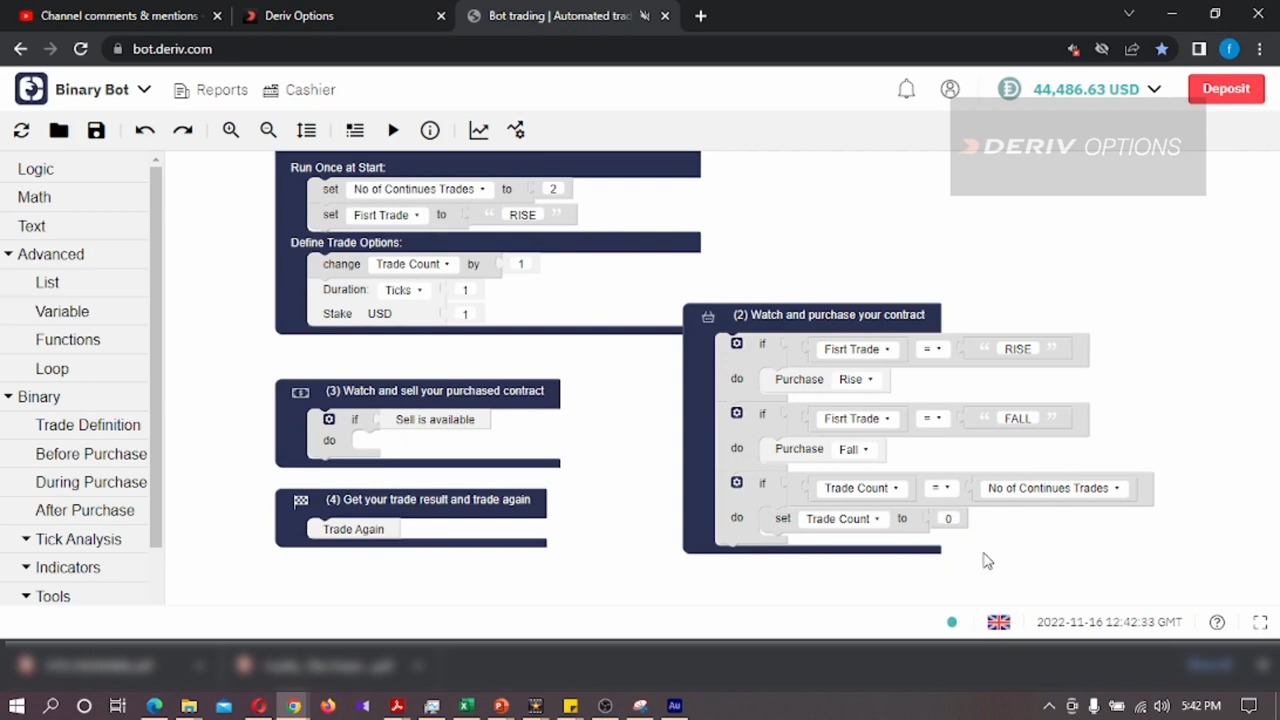 Channel comments & mentions
Deriv Options
Bot trading | Automated trad
bot.deriv.com
f
Binary Bot
Reports
Cashier
44,486.63 USD
Deposit
DERIV OPTIONS
Logic
Math
Text
Advanced
List
Variable
Functions
Loop
Binary
Trade Definition
Before Purchase
During Purchase
After Purchase
Tick Analysis
Indicators
Tools
Run Once at Start:
set No of Continues Trades to 2
set Fisrt Trade to “ RISE ”
Define Trade Options:
change Trade Count by 1
Duration: Ticks 1
Stake USD 1
(2) Watch and purchase your contract
if Fisrt Trade = “ RISE ”
do Purchase Rise
if Fisrt Trade = “ FALL ”
do Purchase Fall
if Trade Count = No of Continues Trades
do set Trade Count to 0
(3) Watch and sell your purchased contract
if Sell is available
do
(4) Get your trade result and trade again
Trade Again
2022-11-16 12:42:33 GMT
Au
5:42 PM